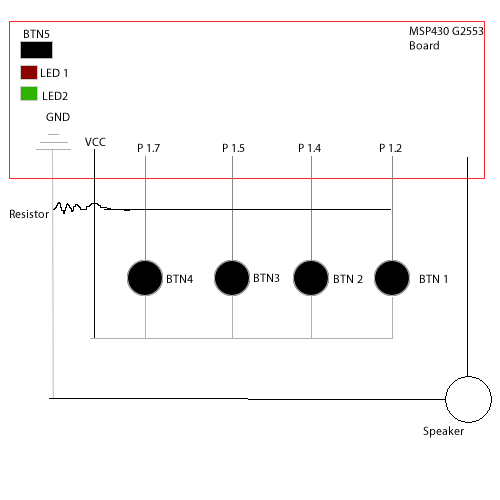 BTN5
MSP430 G2553
Board
LED 1
LED2
GND
VCC
P 1.7
P 1.5
P 1.4
P 1.2
Resistor
BTN4
BTN3
BTN 2
BTN 1
Speaker